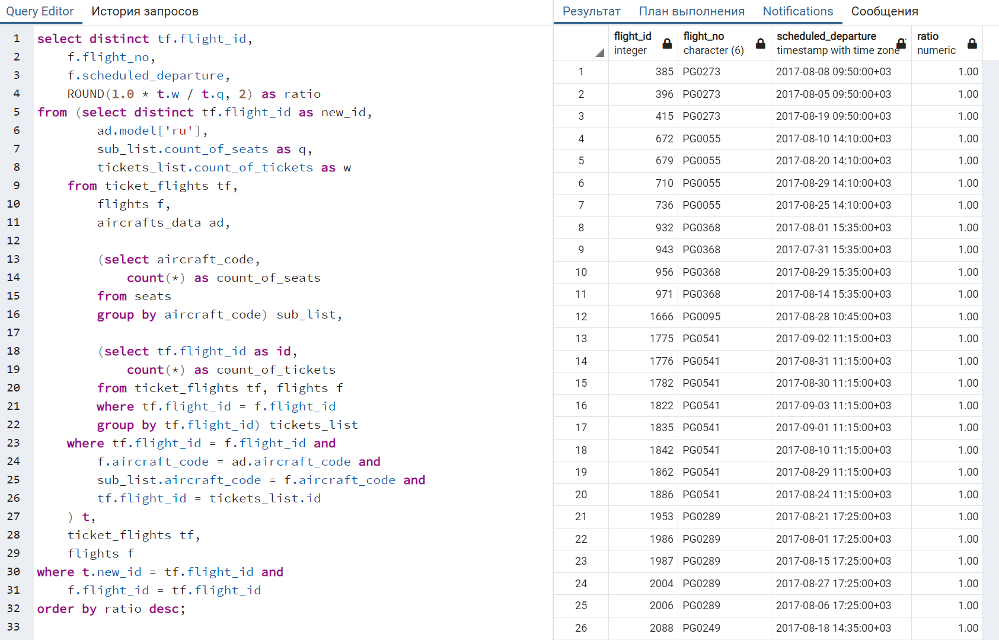 Query Editor История запросов
1 select distinct tf.flight_id,
2 f.flight_no,
3 f.scheduled_departure,
4 ROUND(1.0 * t.w / t.q, 2) as ratio
5 from (select distinct tf.flight_id as new_id,
6 ad.model['ru'],
7 sub_list.count_of_seats as q,
8 tickets_list.count_of_tickets as w
9 from ticket_flights tf,
10 flights f,
11 aircrafts_data ad,
12
13 (select aircraft_code,
14 count(*) as count_of_seats
15 from seats
16 group by aircraft_code) sub_list,
17
18 (select tf.flight_id as id,
19 count(*) as count_of_tickets
20 from ticket_flights tf, flights f
21 where tf.flight_id = f.flight_id
22 group by tf.flight_id) tickets_list
23 where tf.flight_id = f.flight_id and
24 f.aircraft_code = ad.aircraft_code and
25 sub_list.aircraft_code = f.aircraft_code and
26 tf.flight_id = tickets_list.id
27 ) t,
28 ticket_flights tf,
29 flights f
30 where t.new_id = tf.flight_id and
31 f.flight_id = tf.flight_id
32 order by ratio desc;
33
Результат План выполнения Notifications Сообщения
flight_id flight_no scheduled_departure ratio
integer character (6) timestamp with time zone numeric
1 385 PG0273 2017-08-08 09:50:00+03 1.00
2 396 PG0273 2017-08-05 09:50:00+03 1.00
3 415 PG0273 2017-08-19 09:50:00+03 1.00
4 672 PG0055 2017-08-10 14:10:00+03 1.00
5 679 PG0055 2017-08-20 14:10:00+03 1.00
6 710 PG0055 2017-08-29 14:10:00+03 1.00
7 736 PG0055 2017-08-25 14:10:00+03 1.00
8 932 PG0368 2017-08-01 15:35:00+03 1.00
9 943 PG0368 2017-07-31 15:35:00+03 1.00
10 956 PG0368 2017-08-29 15:35:00+03 1.00
11 971 PG0368 2017-08-14 15:35:00+03 1.00
12 1666 PG0095 2017-08-28 10:45:00+03 1.00
13 1775 PG0541 2017-09-02 11:15:00+03 1.00
14 1776 PG0541 2017-08-31 11:15:00+03 1.00
15 1782 PG0541 2017-08-30 11:15:00+03 1.00
16 1822 PG0541 2017-09-03 11:15:00+03 1.00
17 1835 PG0541 2017-09-01 11:15:00+03 1.00
18 1842 PG0541 2017-08-10 11:15:00+03 1.00
19 1862 PG0541 2017-08-29 11:15:00+03 1.00
20 1886 PG0541 2017-08-24 11:15:00+03 1.00
21 1953 PG0289 2017-08-21 17:25:00+03 1.00
22 1986 PG0289 2017-08-01 17:25:00+03 1.00
23 1987 PG0289 2017-08-15 17:25:00+03 1.00
24 2004 PG0289 2017-08-27 17:25:00+03 1.00
25 2006 PG0289 2017-08-06 17:25:00+03 1.00
26 2088 PG0249 2017-08-18 14:35:00+03 1.00